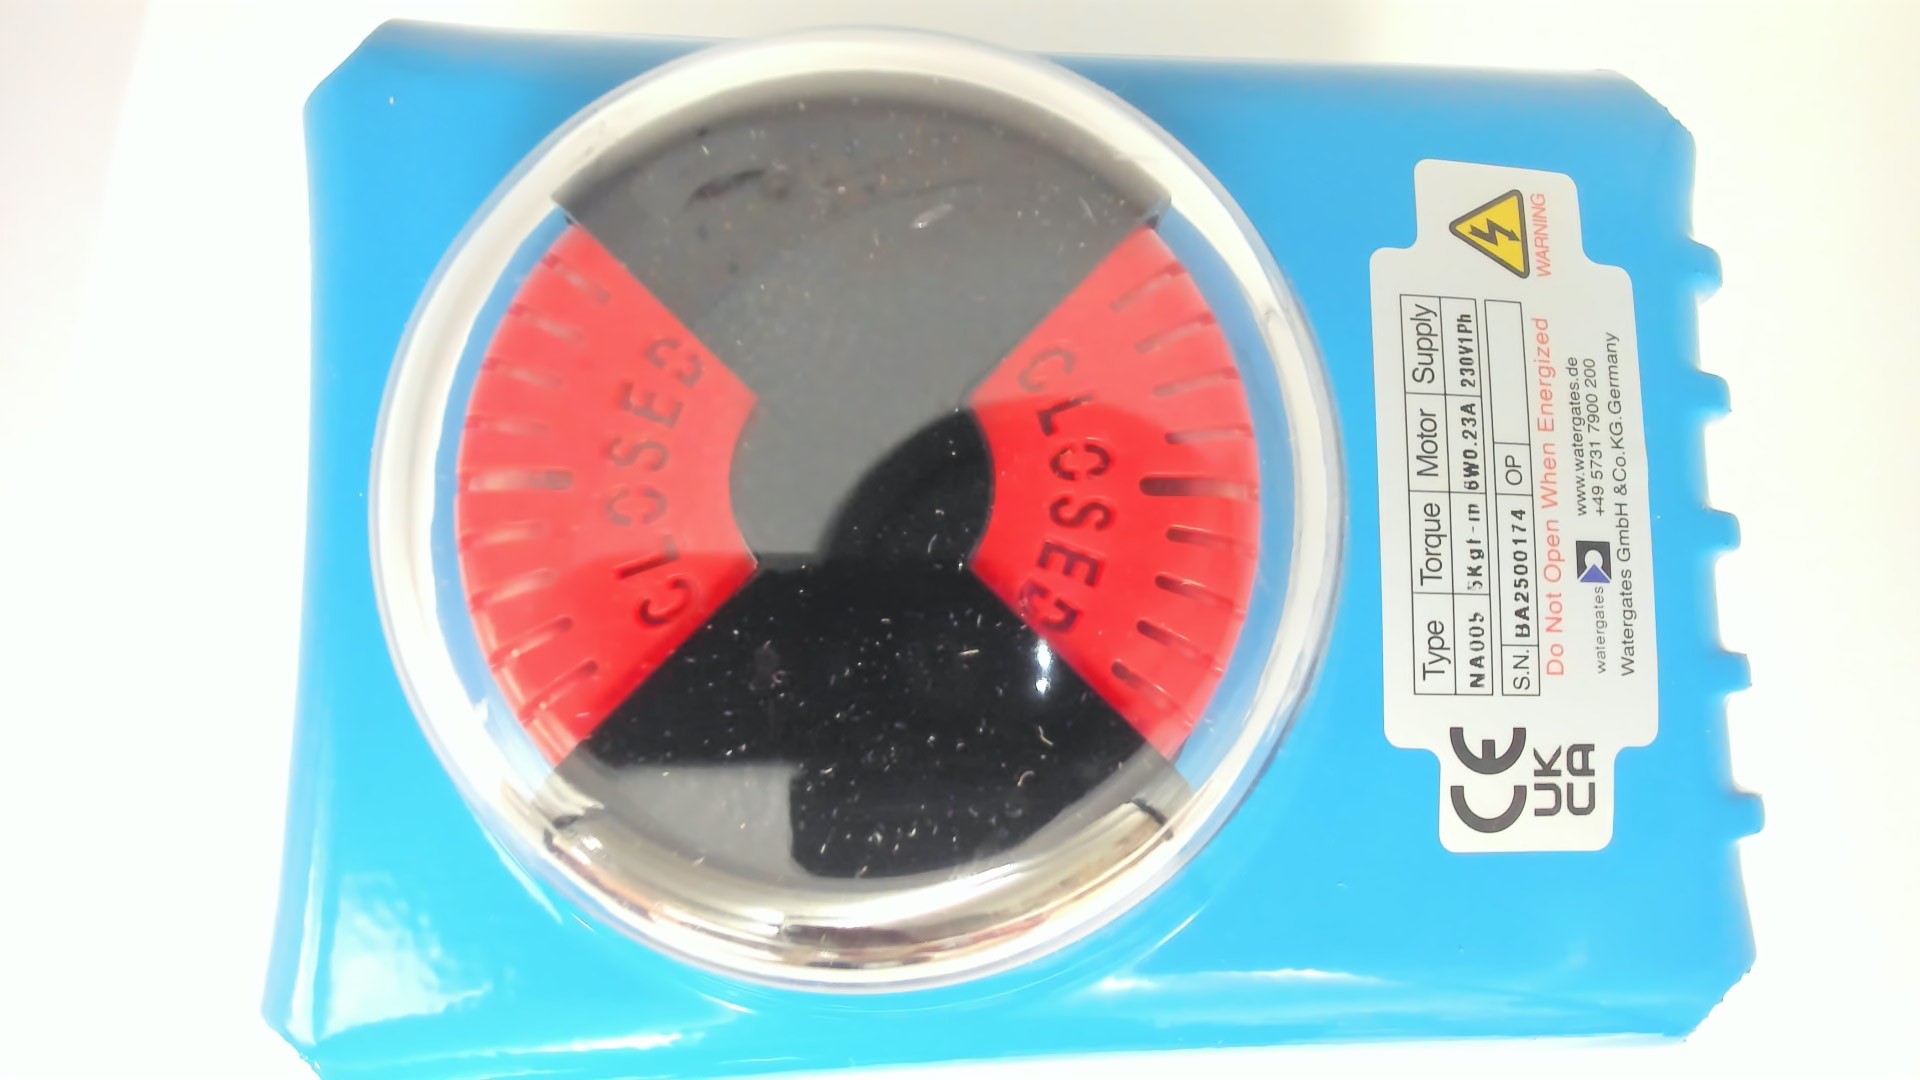 CLOSED
CLOSED
WARNING
Type Torque Motor Supply
NA005 5Kgf-m 6W0.23A 230V1Ph
S.N. BA2500174 OP
Do Not Open When Energized
watergates
www.watergates.de
+49 5731 7900 200
Watergates GmbH &Co.KG.Germany
CE
UK
CA